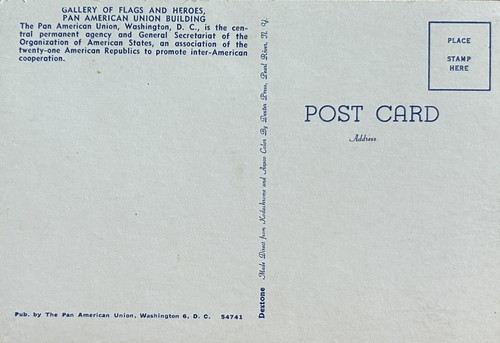 GALLERY OF FLAGS AND HEROES,
PAN AMERICAN UNION BUILDING
The Pan American Union, Washington, D. C., is the cen-
tral permanent agency and General Secretariat of the
Organization of American States, an association of the
twenty-one American Republics to promote inter-American
cooperation.
Pub. by The Pan American Union, Washington 6, D. C. 54741
Dextone Made Direct from Kodachrome and Ansco Color By Dexter Press, Pearl River, N. Y.
PLACE
STAMP
HERE
POST CARD
Address